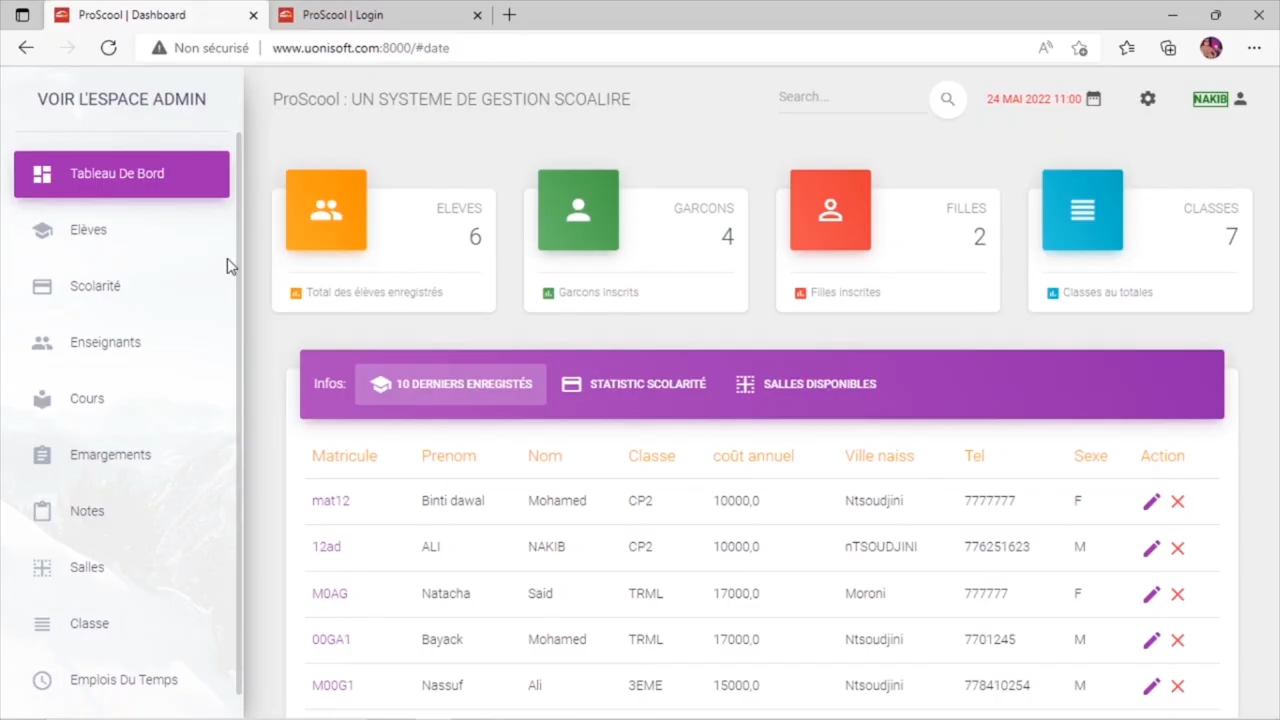 ProScool | Dashboard
ProScool | Login
Non sécurisé
www.uonisoft.com:8000/#date
VOIR L'ESPACE ADMIN
ProScool : UN SYSTEME DE GESTION SCOALIRE
Search...
24 MAI 2022 11:00
NAKIB
Tableau De Bord
Elèves
Scolarité
Enseignants
Cours
Emargements
Notes
Salles
Classe
Emplois Du Temps
ELEVES
6
Total des élèves enregistrés
GARCONS
4
Garcons Inscrits
FILLES
2
Filles inscrites
CLASSES
7
Classes au totales
Infos: 10 DERNIERS ENREGISTÉS STATISTIC SCOLARITÉ SALLES DISPONIBLES
Matricule Prenom Nom Classe coût annuel Ville naiss Tel Sexe Action
mat12 Binti dawal Mohamed CP2 10000,0 Ntsoudjini 7777777 F
12ad ALI NAKIB CP2 10000,0 nTSOUDJINI 776251623 M
M0AG Natacha Said TRML 17000,0 Moroni 777777 F
00GA1 Bayack Mohamed TRML 17000,0 Ntsoudjini 7701245 M
M00G1 Nassuf Ali 3EME 15000,0 Ntsoudjini 778410254 M